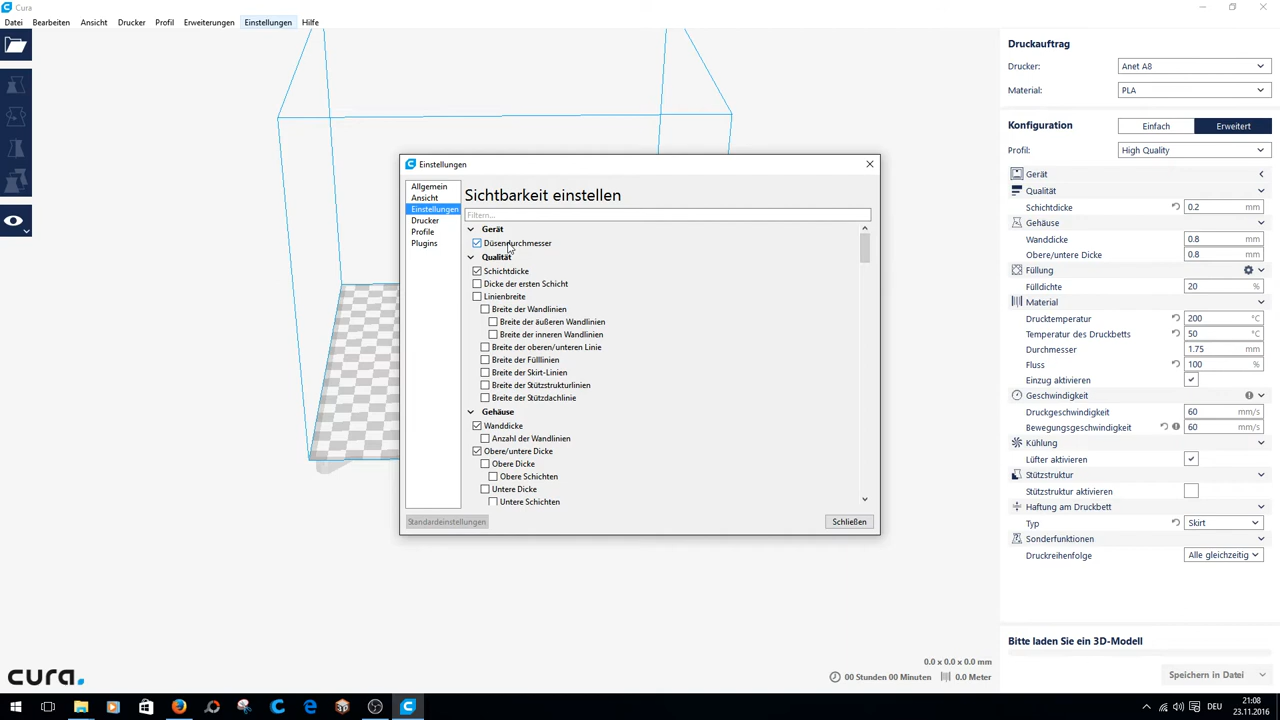 Cura
Datei Bearbeiten Ansicht Drucker Profil Erweiterungen Einstellungen Hilfe
Druckauftrag
Drucker: Anet A8
Material: PLA
Konfiguration Einfach Erweitert
Profil: High Quality
Gerät
Qualität
Schichtdicke 0.2 mm
Gehäuse
Wanddicke 0.8 mm
Obere/untere Dicke 0.8 mm
Füllung
Fülldichte 20 %
Material
Drucktemperatur 200 °C
Temperatur des Druckbetts 50 °C
Durchmesser 1.75 mm
Fluss 100 %
Einzug aktivieren
Geschwindigkeit
Druckgeschwindigkeit 60 mm/s
Bewegungsgeschwindigkeit 60 mm/s
Kühlung
Lüfter aktivieren
Stützstruktur
Stützstruktur aktivieren
Haftung am Druckbett
Typ Skirt
Sonderfunktionen
Druckreihenfolge Alle gleichzeitig
Bitte laden Sie ein 3D-Modell
Speichern in Datei
Einstellungen
Allgemein
Ansicht
Einstellungen
Drucker
Profile
Plugins
Sichtbarkeit einstellen
Filtern...
Gerät
Düsendurchmesser
Qualität
Schichtdicke
Dicke der ersten Schicht
Linienbreite
Breite der Wandlinien
Breite der äußeren Wandlinien
Breite der inneren Wandlinien
Breite der oberen/unteren Linie
Breite der Fülllinien
Breite der Skirt-Linien
Breite der Stützstrukturlinien
Breite der Stützdachlinie
Gehäuse
Wanddicke
Anzahl der Wandlinien
Obere/untere Dicke
Obere Dicke
Obere Schichten
Untere Dicke
Untere Schichten
Standardeinstellungen Schließen
0.0 x 0.0 x 0.0 mm
00 Stunden 00 Minuten 0.0 Meter
cura.
DEU
21:08
23.11.2016